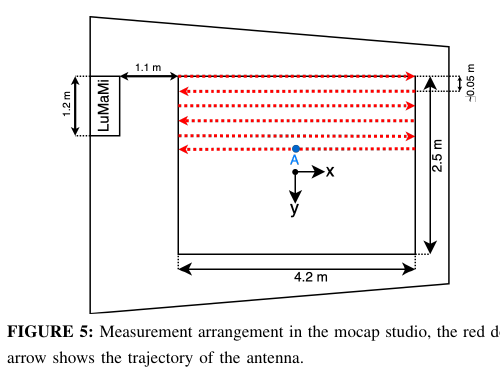 1.1 m
~0.05 m
1.2 m
LuMaMi
A
x
2.5 m
y
4.2 m
FIGURE 5: Measurement arrangement in the mocap studio, the red d
arrow shows the trajectory of the antenna.